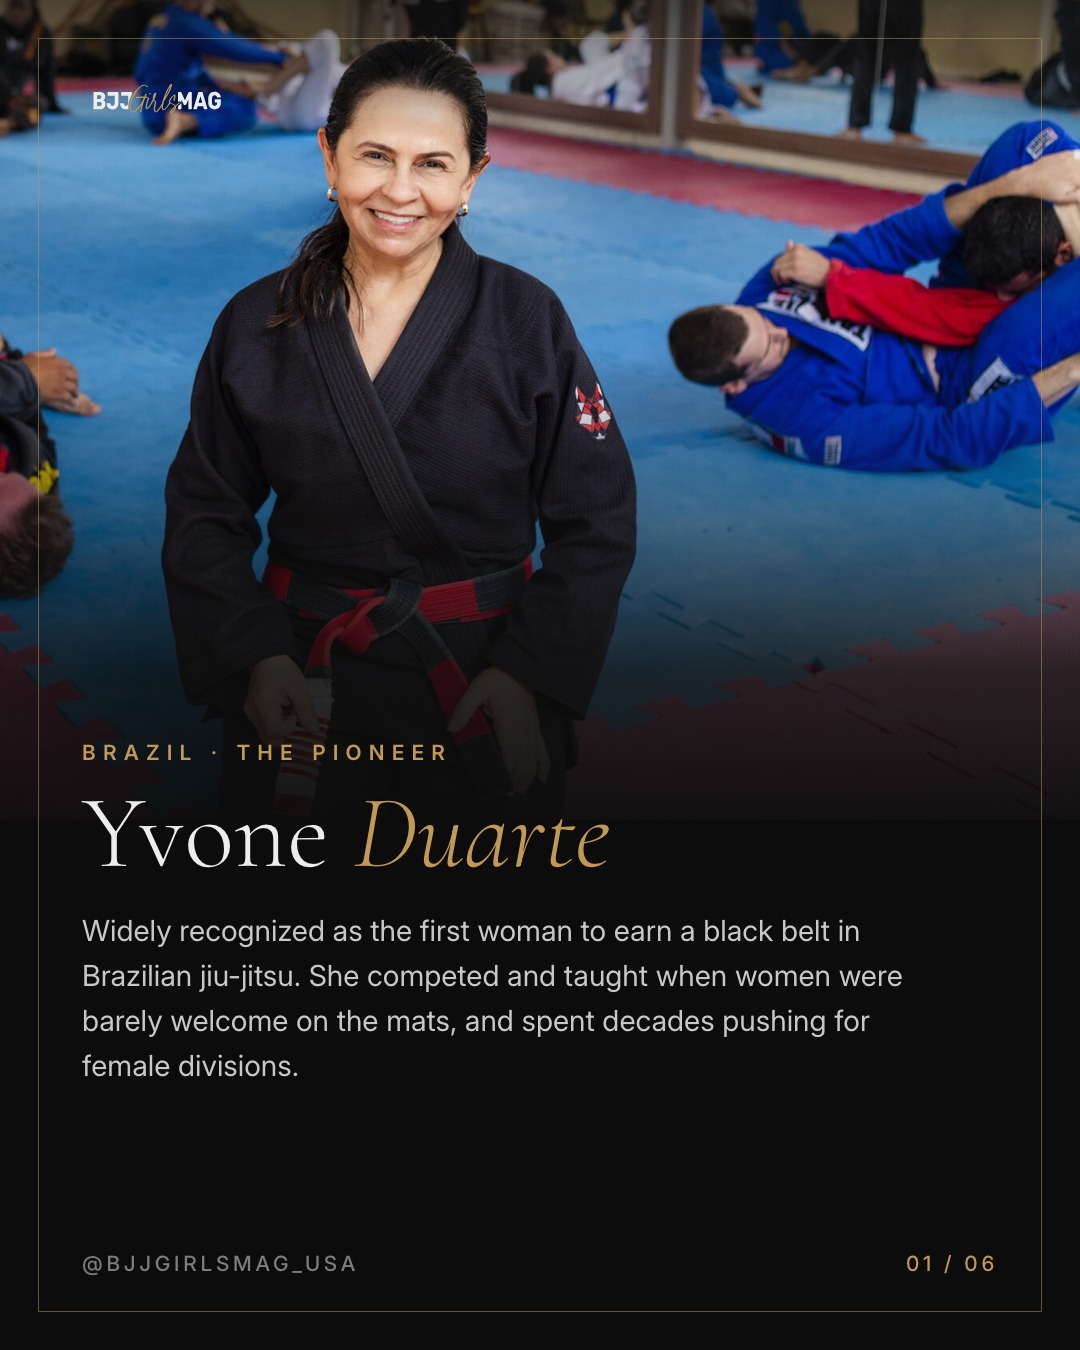 BJJGirlsMAG
BRAZIL · THE PIONEER
Yvone Duarte
Widely recognized as the first woman to earn a black belt in
Brazilian jiu-jitsu. She competed and taught when women were
barely welcome on the mats, and spent decades pushing for
female divisions.
@BJJGIRLSMAG_USA
01 / 06